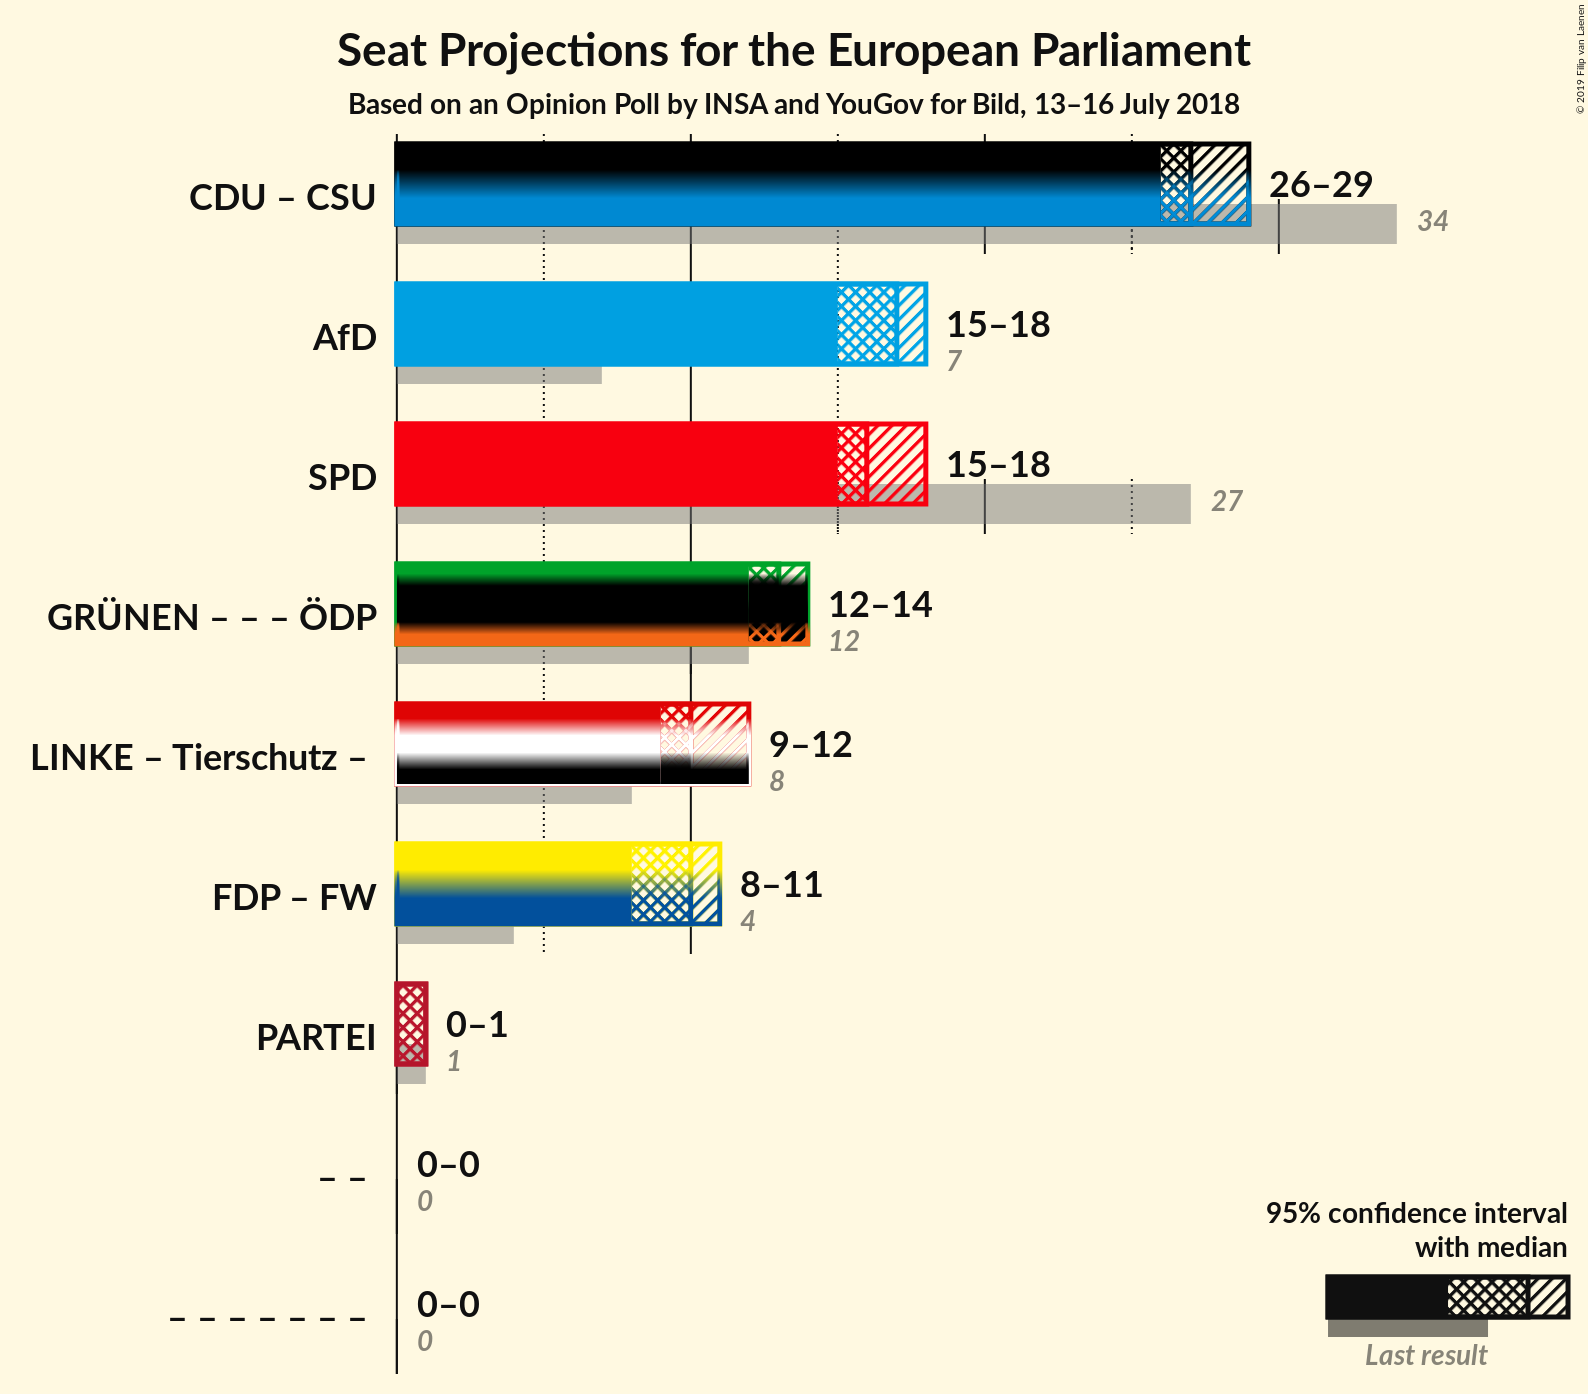 Seat Projections for the European Parliament
Based on an Opinion Poll by INSA and YouGov for Bild, 13–16 July 2018
© 2019 Filip van Laenen
CDU – CSU
26–29
34
AfD
15–18
7
SPD
15–18
27
GRÜNEN – – – ÖDP
12–14
12
LINKE – Tierschutz –
9–12
8
FDP – FW
8–11
4
PARTEI
0–1
1
– –
0–0
0
– – – – – – –
0–0
0
95% confidence interval
with median
Last result